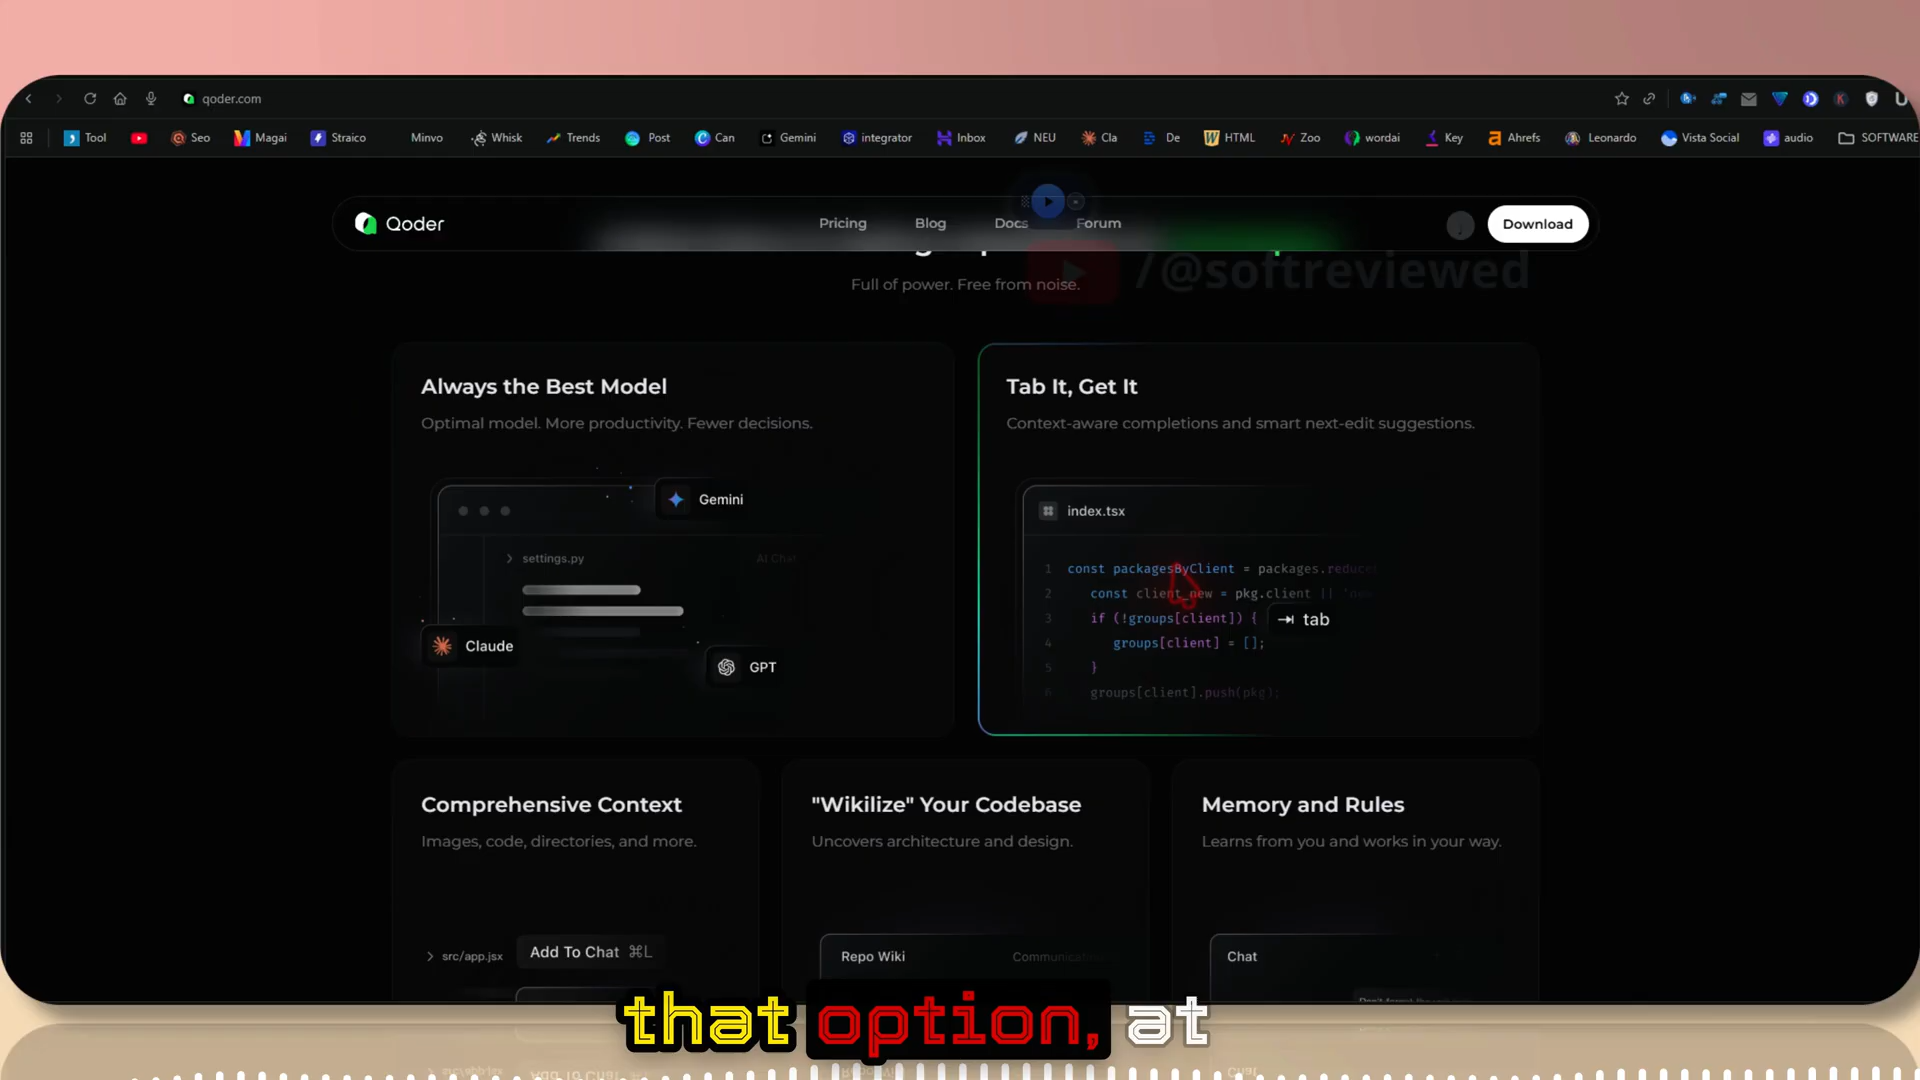 qoder.com
Tool Seo Magai Straico Minvo Whisk Trends Post Can Gemini integrator Inbox NEU Cla De HTML Zoo wordai Key Ahrefs Leonardo Vista Social audio SOFTWARE
Qoder Pricing Blog Docs Forum Download
/@softreviewed
Full of power. Free from noise.
Always the Best Model
Optimal model. More productivity. Fewer decisions.
Gemini
settings.py AI Chat
Claude
GPT
Tab It, Get It
Context-aware completions and smart next-edit suggestions.
index.tsx
1 const packagesByClient = packages.reduce
2 const client_new = pkg.client ||
3 if (!groups[client]) { tab
4 groups[client] = [];
5 }
6 groups[client].push(pkg);
Comprehensive Context
Images, code, directories, and more.
src/app.jsx Add To Chat ⌘L
"Wikilize" Your Codebase
Uncovers architecture and design.
Repo Wiki
Memory and Rules
Learns from you and works in your way.
Chat
that option, at